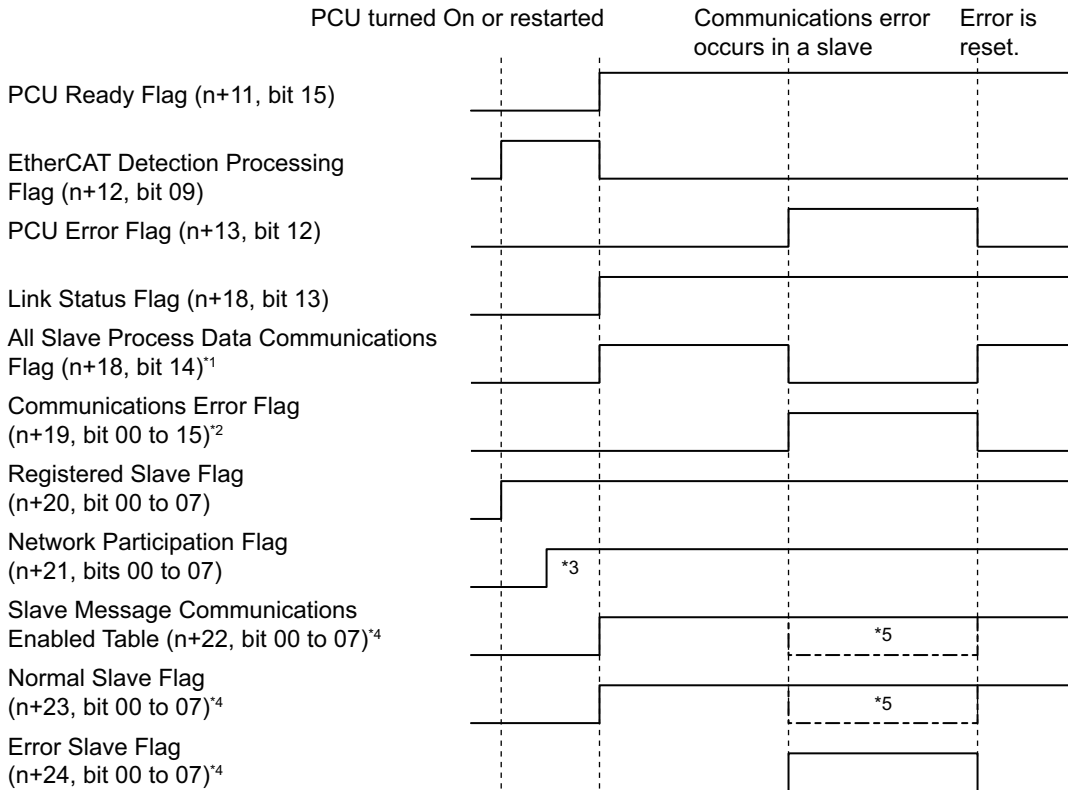 PCU turned On or restarted
Communications error
occurs in a slave
Error is
reset.
PCU Ready Flag (n+11, bit 15)
EtherCAT Detection Processing
Flag (n+12, bit 09)
PCU Error Flag (n+13, bit 12)
Link Status Flag (n+18, bit 13)
All Slave Process Data Communications
Flag (n+18, bit 14)*1
Communications Error Flag
(n+19, bit 00 to 15)*2
Registered Slave Flag
(n+20, bit 00 to 07)
Network Participation Flag
(n+21, bits 00 to 07)
*3
Slave Message Communications
Enabled Table (n+22, bit 00 to 07)*4
*5
Normal Slave Flag
(n+23, bit 00 to 07)*4
*5
Error Slave Flag
(n+24, bit 00 to 07)*4